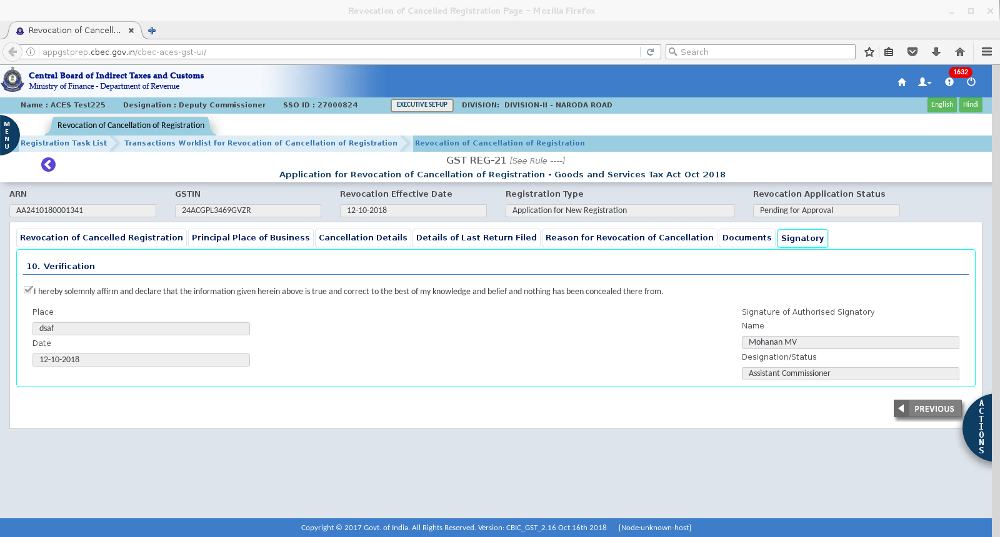 Revocation of Cancelled Registration Page - Mozilla Firefox
Revocation of Cancell...
appgstprep.cbec.gov.in/cbec-aces-gst-ui/
Search
Central Board of Indirect Taxes and Customs
Ministry of Finance - Department of Revenue
1632
Name : ACES Test225 Designation : Deputy Commissioner SSO ID : 27000824 EXECUTIVE SET-UP DIVISION: DIVISION-II - NARODA ROAD English Hindi
MENU
Revocation of Cancellation of Registration
Registration Task List Transactions Worklist for Revocation of Cancellation of Registration Revocation of Cancellation of Registration
GST REG-21 [See Rule ----]
Application for Revocation of Cancellation of Registration - Goods and Services Tax Act Oct 2018
ARN GSTIN Revocation Effective Date Registration Type Revocation Application Status
AA2410180001341 24ACGPL3469GVZR 12-10-2018 Application for New Registration Pending for Approval
Revocation of Cancelled Registration Principal Place of Business Cancellation Details Details of Last Return Filed Reason for Revocation of Cancellation Documents Signatory
10. Verification
I hereby solemnly affirm and declare that the information given herein above is true and correct to the best of my knowledge and belief and nothing has been concealed there from.
Place
dsaf
Date
12-10-2018
Signature of Authorised Signatory
Name
Mohanan MV
Designation/Status
Assistant Commissioner
PREVIOUS
ACTIONS
Copyright © 2017 Govt. of India. All Rights Reserved. Version: CBIC_GST_2.16 Oct 16th 2018 [Node:unknown-host]